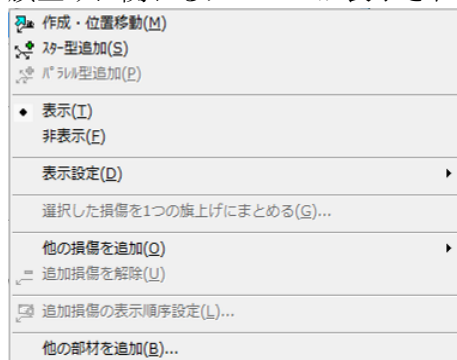 作成・位置移動(M)
ｽﾀｰ型追加(S)
ﾊﾟﾗﾚﾙ型追加(P)
表示(T)
非表示(F)
表示設定(D)
選択した損傷を1つの旗上げにまとめる(G)...
他の損傷を追加(O)
追加損傷を解除(U)
追加損傷の表示順序設定(L)...
他の部材を追加(B)...